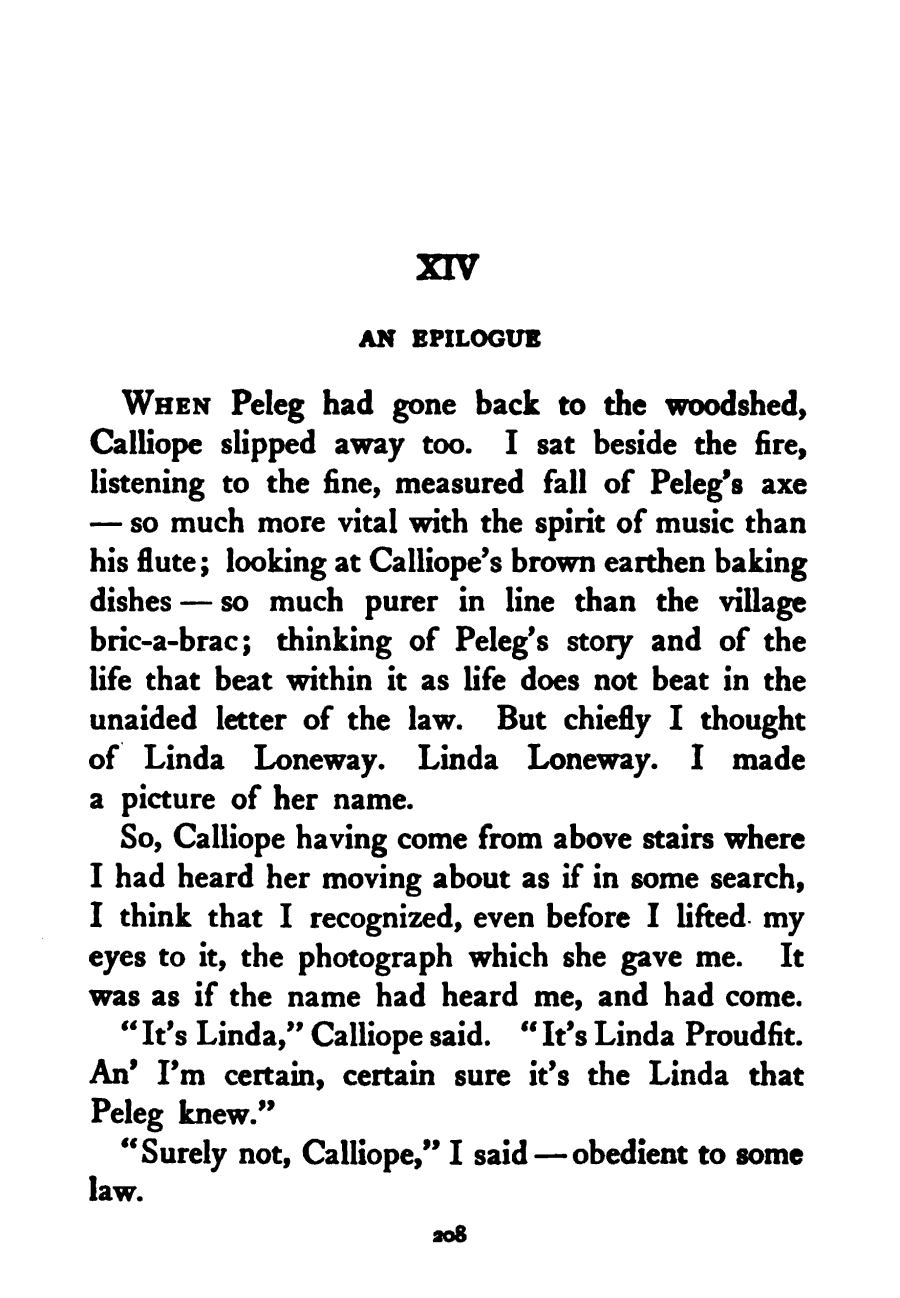 XIV
AN EPILOGUE
WHEN Peleg had gone back to the woodshed,
Calliope slipped away too. I sat beside the fire,
listening to the fine, measured fall of Peleg's axe
— so much more vital with the spirit of music than
his flute; looking at Calliope's brown earthen baking
dishes — so much purer in line than the village
bric-a-brac; thinking of Peleg's story and of the
life that beat within it as life does not beat in the
unaided letter of the law. But chiefly I thought
of Linda Loneway. Linda Loneway. I made
a picture of her name.
So, Calliope having come from above stairs where
I had heard her moving about as if in some search,
I think that I recognized, even before I lifted my
eyes to it, the photograph which she gave me. It
was as if the name had heard me, and had come.
"It's Linda," Calliope said. "It's Linda Proudfit.
An' I'm certain, certain sure it's the Linda that
Peleg knew."
"Surely not, Calliope," I said — obedient to some
law.
208